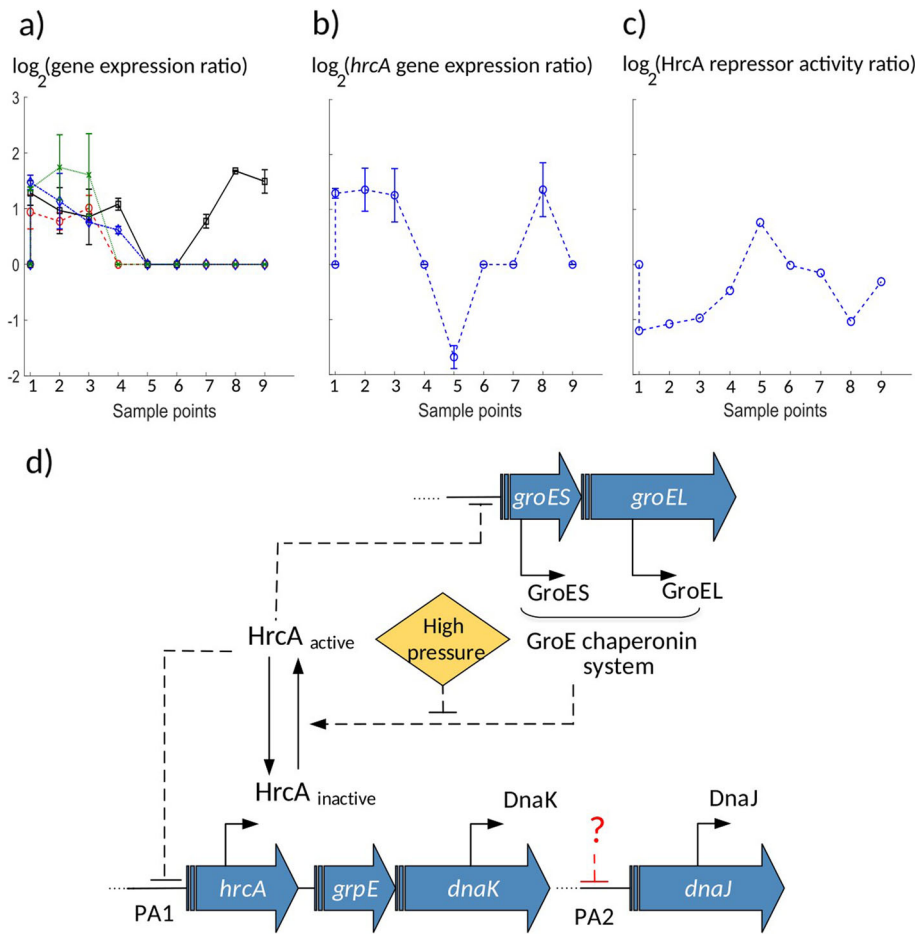 a)
b)
c)
log2(gene expression ratio)
log2(hrcA gene expression ratio)
log2(HrcA repressor activity ratio)
3
2
1
0
-1
-2
1 2 3 4 5 6 7 8 9
1 2 3 4 5 6 7 8 9
1 2 3 4 5 6 7 8 9
Sample points
Sample points
Sample points
d)
groES
groEL
GroES
GroEL
High
pressure
GroE chaperonin
system
HrcA active
HrcA inactive
DnaK
DnaJ
?
hrcA
grpE
dnaK
dnaJ
PA1
PA2